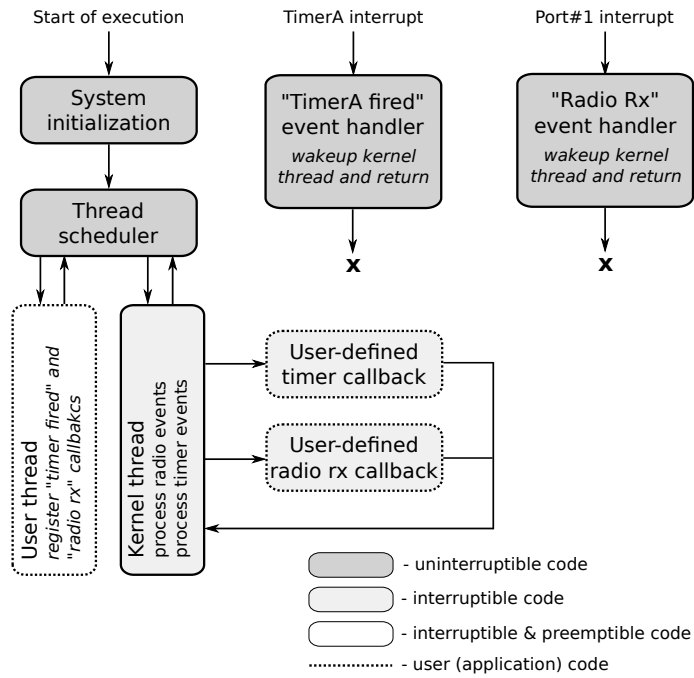 Start of execution
TimerA interrupt
Port#1 interrupt
System
initialization
"TimerA fired"
event handler
wakeup kernel
thread and return
"Radio Rx"
event handler
wakeup kernel
thread and return
Thread
scheduler
x
x
User thread
register "timer fired" and
"radio rx" callbakcs
Kernel thread
process radio events
process timer events
User-defined
timer callback
User-defined
radio rx callback
- uninterruptible code
- interruptible code
- interruptible & preemptible code
- user (application) code